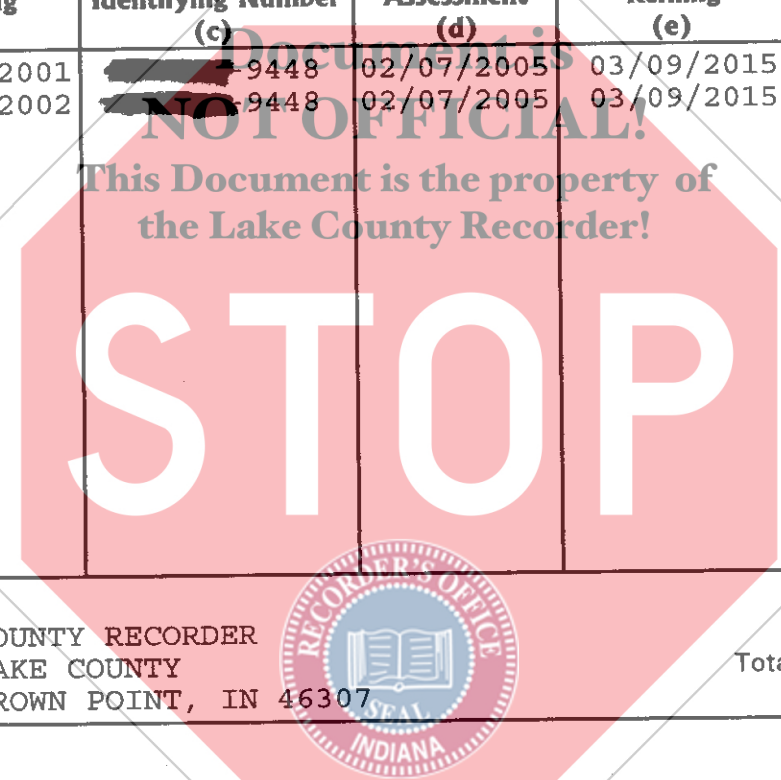 Identifying Number
(c) (d) (e)
Document is
2001 -9448 02/07/2005 03/09/2015
2002 -9448 02/07/2005 03/09/2015
NOT OFFICIAL!
This Document is the property of
the Lake County Recorder!
STOP
OUNTY RECORDER
AKE COUNTY
ROWN POINT, IN 46307
Tota
RECORDER'S OFFICE
SEAL
INDIANA